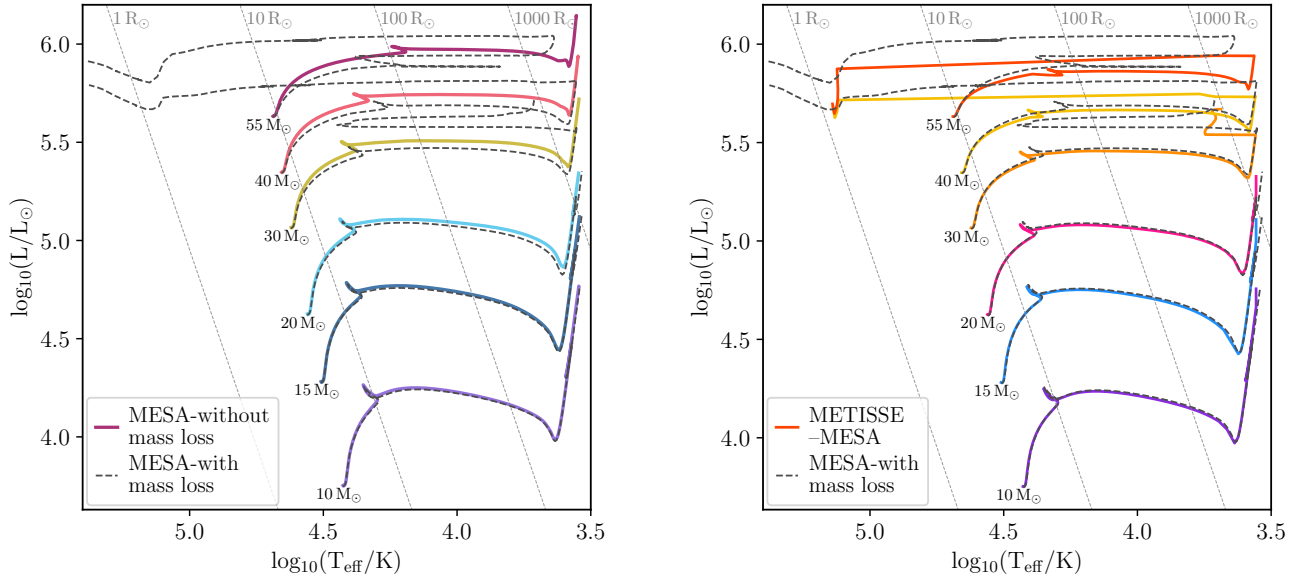 1 R⊙ 10 R⊙ 100 R⊙ 1000 R⊙
6.0
5.5
5.0
4.5
4.0
log₁₀(L/L⊙)
55 M⊙
40 M⊙
30 M⊙
20 M⊙
15 M⊙
10 M⊙
MESA-without
mass loss
MESA-with
mass loss
5.0 4.5 4.0 3.5
log₁₀(T_eff/K)
1 R⊙ 10 R⊙ 100 R⊙ 1000 R⊙
6.0
5.5
5.0
4.5
4.0
log₁₀(L/L⊙)
55 M⊙
40 M⊙
30 M⊙
20 M⊙
15 M⊙
10 M⊙
METISSE
–MESA
MESA-with
mass loss
5.0 4.5 4.0 3.5
log₁₀(T_eff/K)